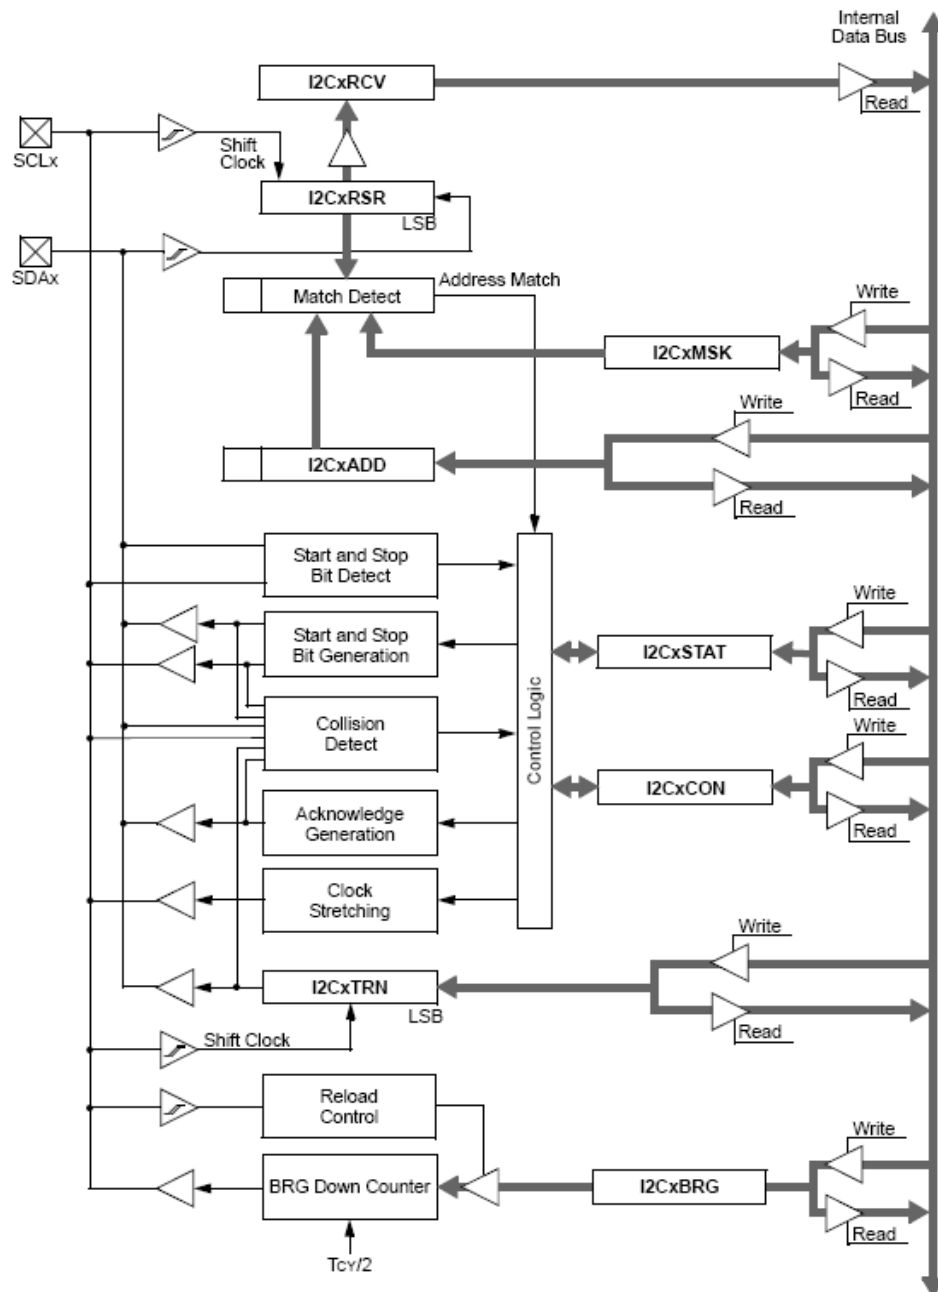 Internal
Data Bus
I2CxRCV
Read
SCLx
Shift
Clock
I2CxRSR
LSB
SDAx
Match Detect
Address Match
Write
I2CxMSK
Read
Write
I2CxADD
Read
Start and Stop
Bit Detect
Write
Start and Stop
Bit Generation
I2CxSTAT
Read
Control Logic
Collision
Detect
Write
I2CxCON
Read
Acknowledge
Generation
Clock
Stretching
Write
I2CxTRN
LSB
Read
Shift Clock
Reload
Control
Write
BRG Down Counter
I2CxBRG
Read
TCY/2